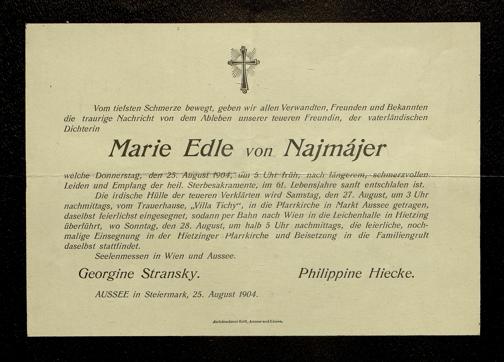 Vom tiefsten Schmerze bewegt, geben wir allen Verwandten, Freunden und Bekannten
die traurige Nachricht von dem Ableben unserer teueren Freundin, der vaterländischen
Dichterin
Marie Edle von Najmájer
welche Donnerstag, den 25. August 1904, um 5 Uhr früh, nach längerem, schmerzvollen
Leiden und Empfang der heil. Sterbesakramente, im 61. Lebensjahre sanft entschlafen ist.
Die irdische Hülle der teueren Verklärten wird Samstag, den 27. August, um 3 Uhr
nachmittags, vom Trauerhause, „Villa Tichy“, in die Pfarrkirche in Markt Aussee getragen,
daselbst feierlichst eingesegnet, sodann per Bahn nach Wien in die Leichenhalle in Hietzing
überführt, wo Sonntag, den 28. August, um halb 5 Uhr nachmittags, die feierliche, noch-
malige Einsegnung in der Hietzinger Pfarrkirche und Beisetzung in die Familiengruft
daselbst stattfindet.
Seelenmessen in Wien und Aussee.
Georgine Stransky. Philippine Hiecke.
AUSSEE in Steiermark, 25. August 1904.